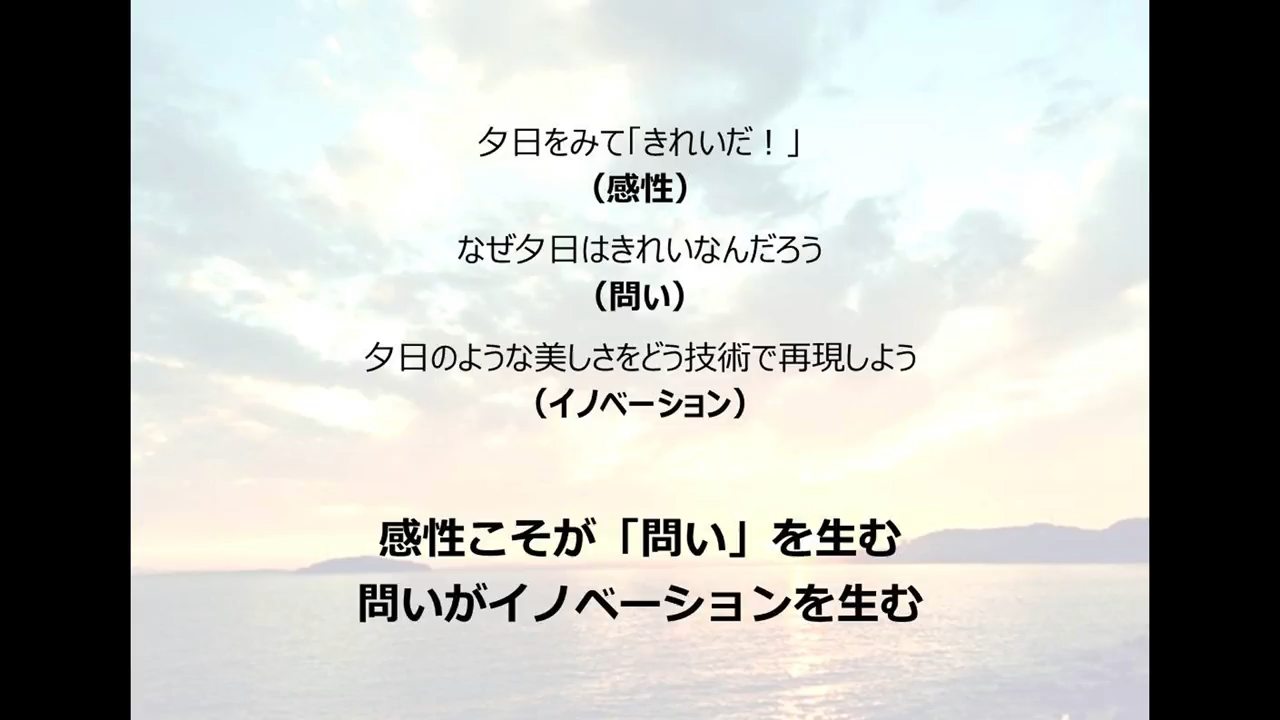 夕日をみて「きれいだ！」
（感性）
なぜ夕日はきれいなんだろう
（問い）
夕日のような美しさをどう技術で再現しよう
（イノベーション）
感性こそが「問い」を生む
問いがイノベーションを生む